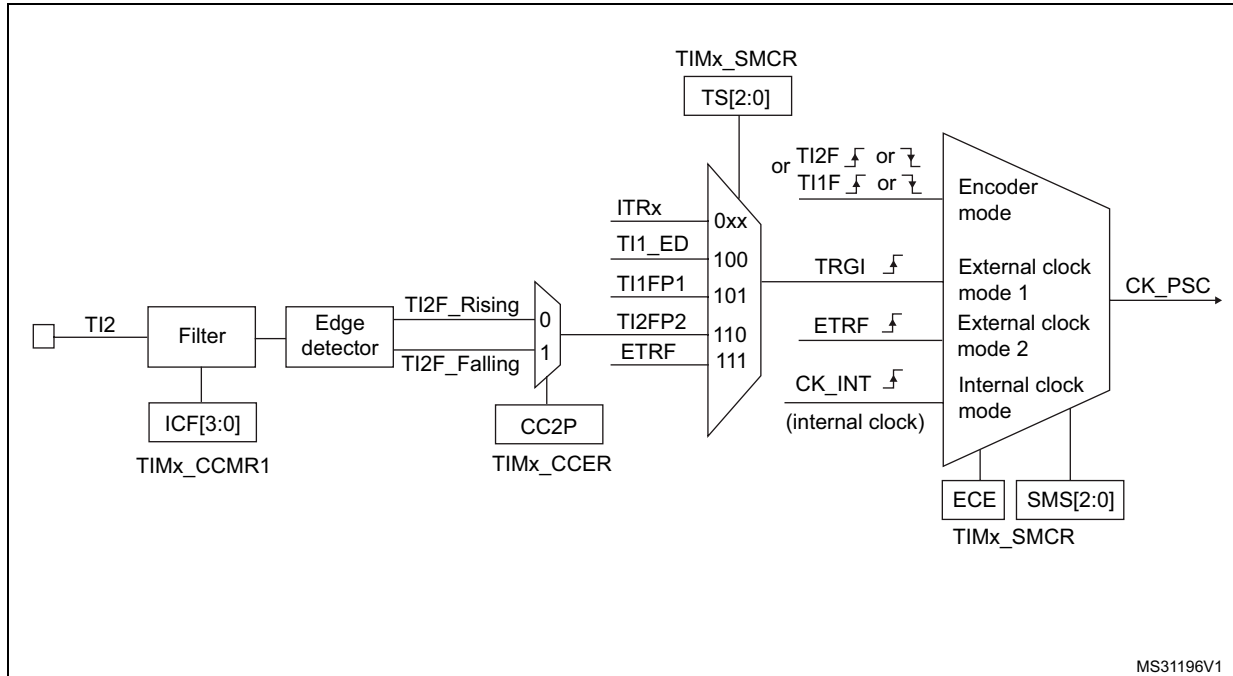 TIMx_SMCR
TS[2:0]
TI2
Filter
ICF[3:0]
TIMx_CCMR1
Edge
detector
TI2F_Rising
TI2F_Falling
0
1
CC2P
TIMx_CCER
ITRx
0xx
TI1_ED
100
TI1FP1
101
TI2FP2
110
ETRF
111
or TI2F or
TI1F or
Encoder
mode
TRGI
External clock
mode 1
ETRF
External clock
mode 2
CK_INT
(internal clock)
Internal clock
mode
CK_PSC
ECE
SMS[2:0]
TIMx_SMCR
MS31196V1